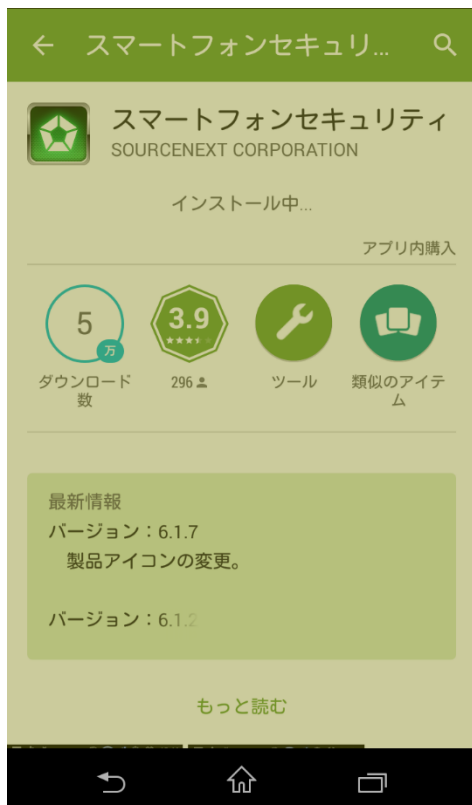 スマートフォンセキュリ...
スマートフォンセキュリティ
SOURCENEXT CORPORATION
インストール中...
アプリ内購入
5
万
3.9
ダウンロード
数
296
ツール
類似のアイテ
ム
最新情報
バージョン：6.1.7
製品アイコンの変更。
バージョン：6.1.2
もっと読む